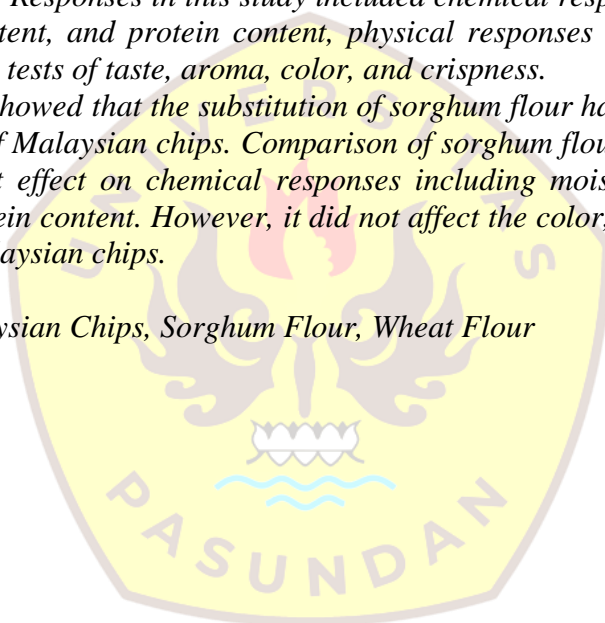 Responses in this study included chemical resp
tent, and protein content, physical responses
tests of taste, aroma, color, and crispness.
howed that the substitution of sorghum flour ha
f Malaysian chips. Comparison of sorghum flou
t effect on chemical responses including mois
ein content. However, it did not affect the color,
laysian chips.
ysian Chips, Sorghum Flour, Wheat Flour
UNIVERSITAS
PASUNDAN